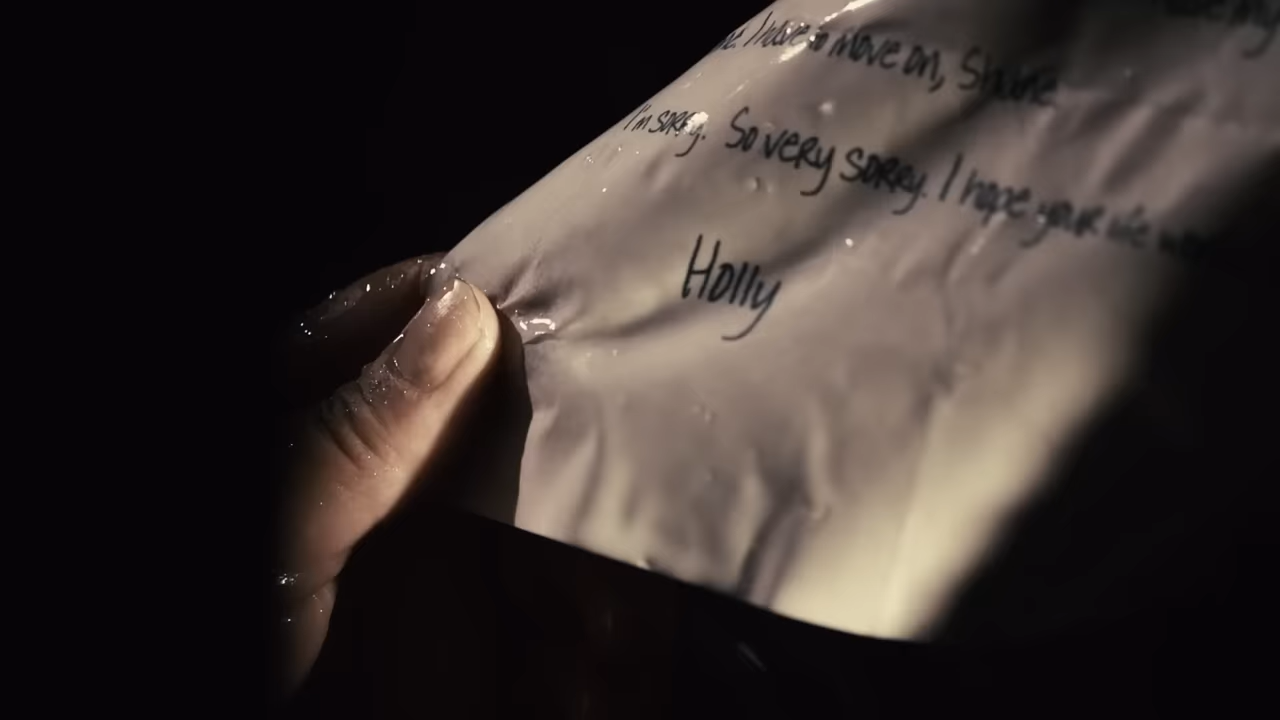 I have to move on, Shane
I'm sorry. So very sorry. I hope your life
Holly